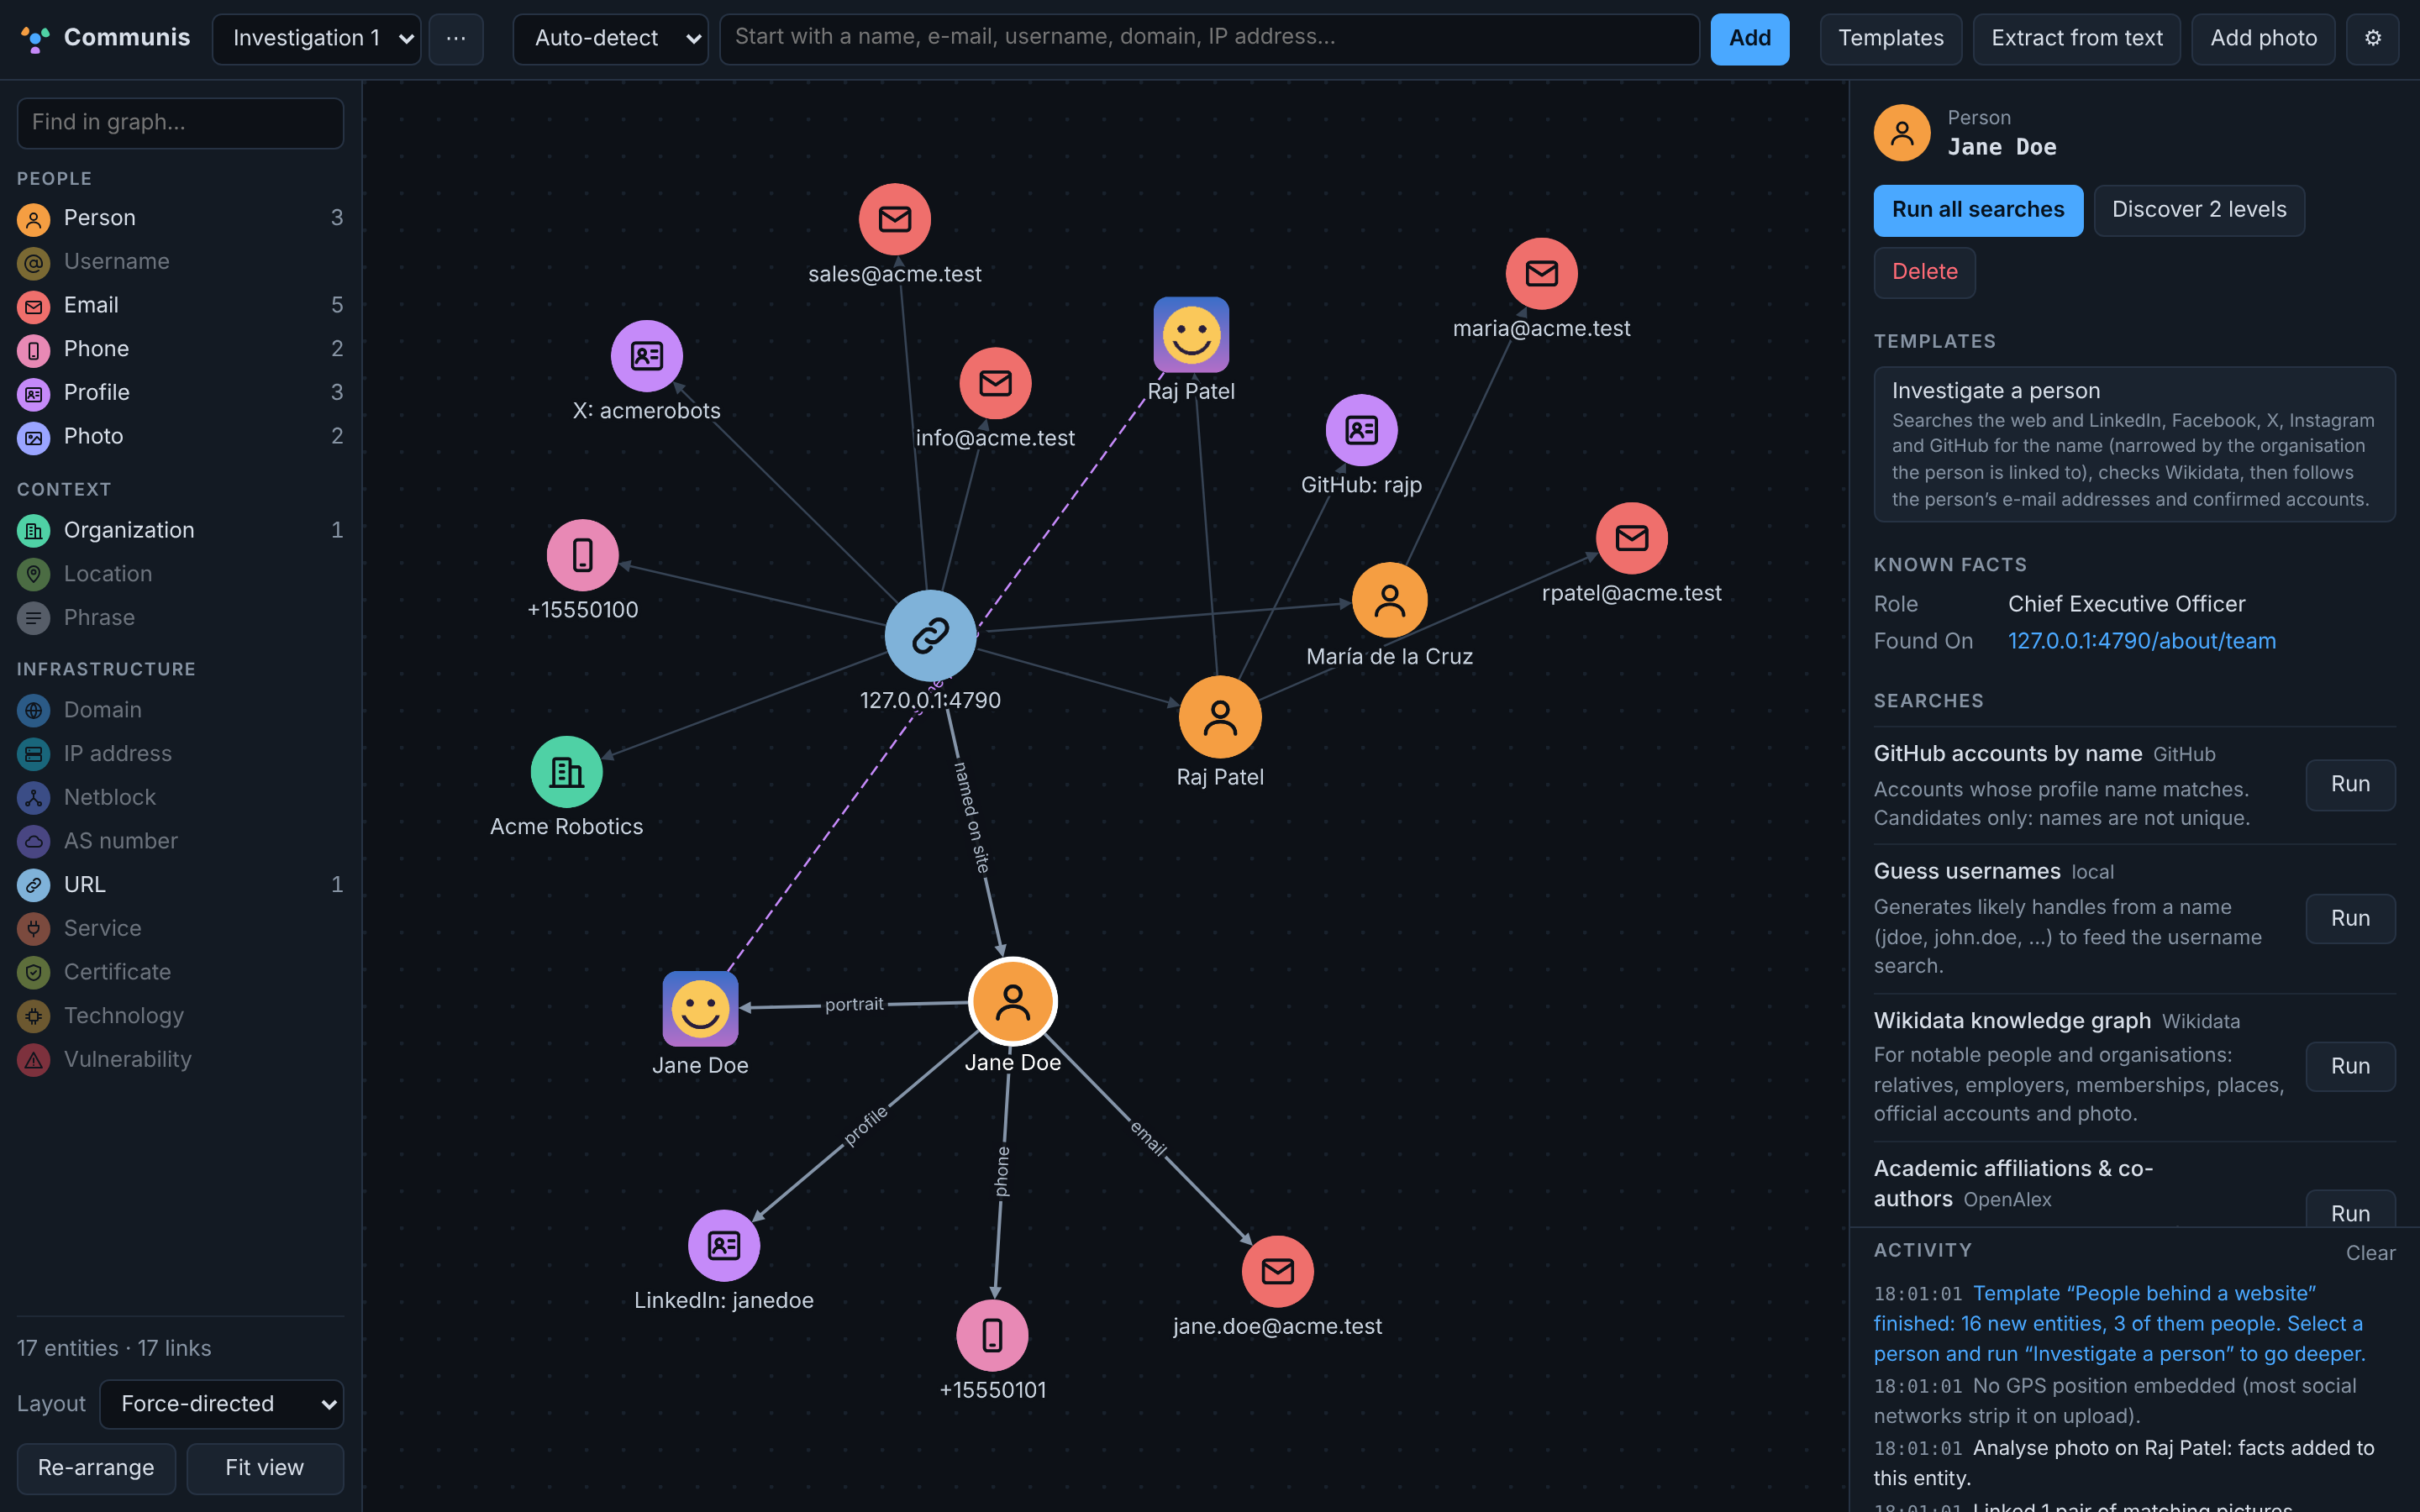 Communis
Investigation 1
...
Auto-detect
Start with a name, e-mail, username, domain, IP address...
Add
Templates
Extract from text
Add photo
Find in graph...
PEOPLE
Person 3
Username
Email 5
Phone 2
Profile 3
Photo 2
CONTEXT
Organization 1
Location
Phrase
INFRASTRUCTURE
Domain
IP address
Netblock
AS number
URL 1
Service
Certificate
Technology
Vulnerability
17 entities · 17 links
Layout
Force-directed
Re-arrange
Fit view
sales@acme.test
maria@acme.test
Raj Patel
X: acmerobots
info@acme.test
GitHub: rajp
rpatel@acme.test
+15550100
María de la Cruz
127.0.0.1:4790
Raj Patel
named on site
Acme Robotics
portrait
Jane Doe
Jane Doe
profile
phone
email
LinkedIn: janedoe
jane.doe@acme.test
+15550101
Person
Jane Doe
Run all searches
Discover 2 levels
Delete
TEMPLATES
Investigate a person
Searches the web and LinkedIn, Facebook, X, Instagram
and GitHub for the name (narrowed by the organisation
the person is linked to), checks Wikidata, then follows
the person’s e-mail addresses and confirmed accounts.
KNOWN FACTS
Role Chief Executive Officer
Found On 127.0.0.1:4790/about/team
SEARCHES
GitHub accounts by name GitHub
Accounts whose profile name matches.
Candidates only: names are not unique.
Run
Guess usernames local
Generates likely handles from a name
(jdoe, john.doe, ...) to feed the username
search.
Run
Wikidata knowledge graph Wikidata
For notable people and organisations:
relatives, employers, memberships, places,
official accounts and photo.
Run
Academic affiliations & co-
authors OpenAlex
Run
ACTIVITY
Clear
18:01:01 Template “People behind a website”
finished: 16 new entities, 3 of them people. Select a
person and run “Investigate a person” to go deeper.
18:01:01 No GPS position embedded (most social
networks strip it on upload).
18:01:01 Analyse photo on Raj Patel: facts added to
this entity.
18:01:01 Linked 1 pair of matching pictures